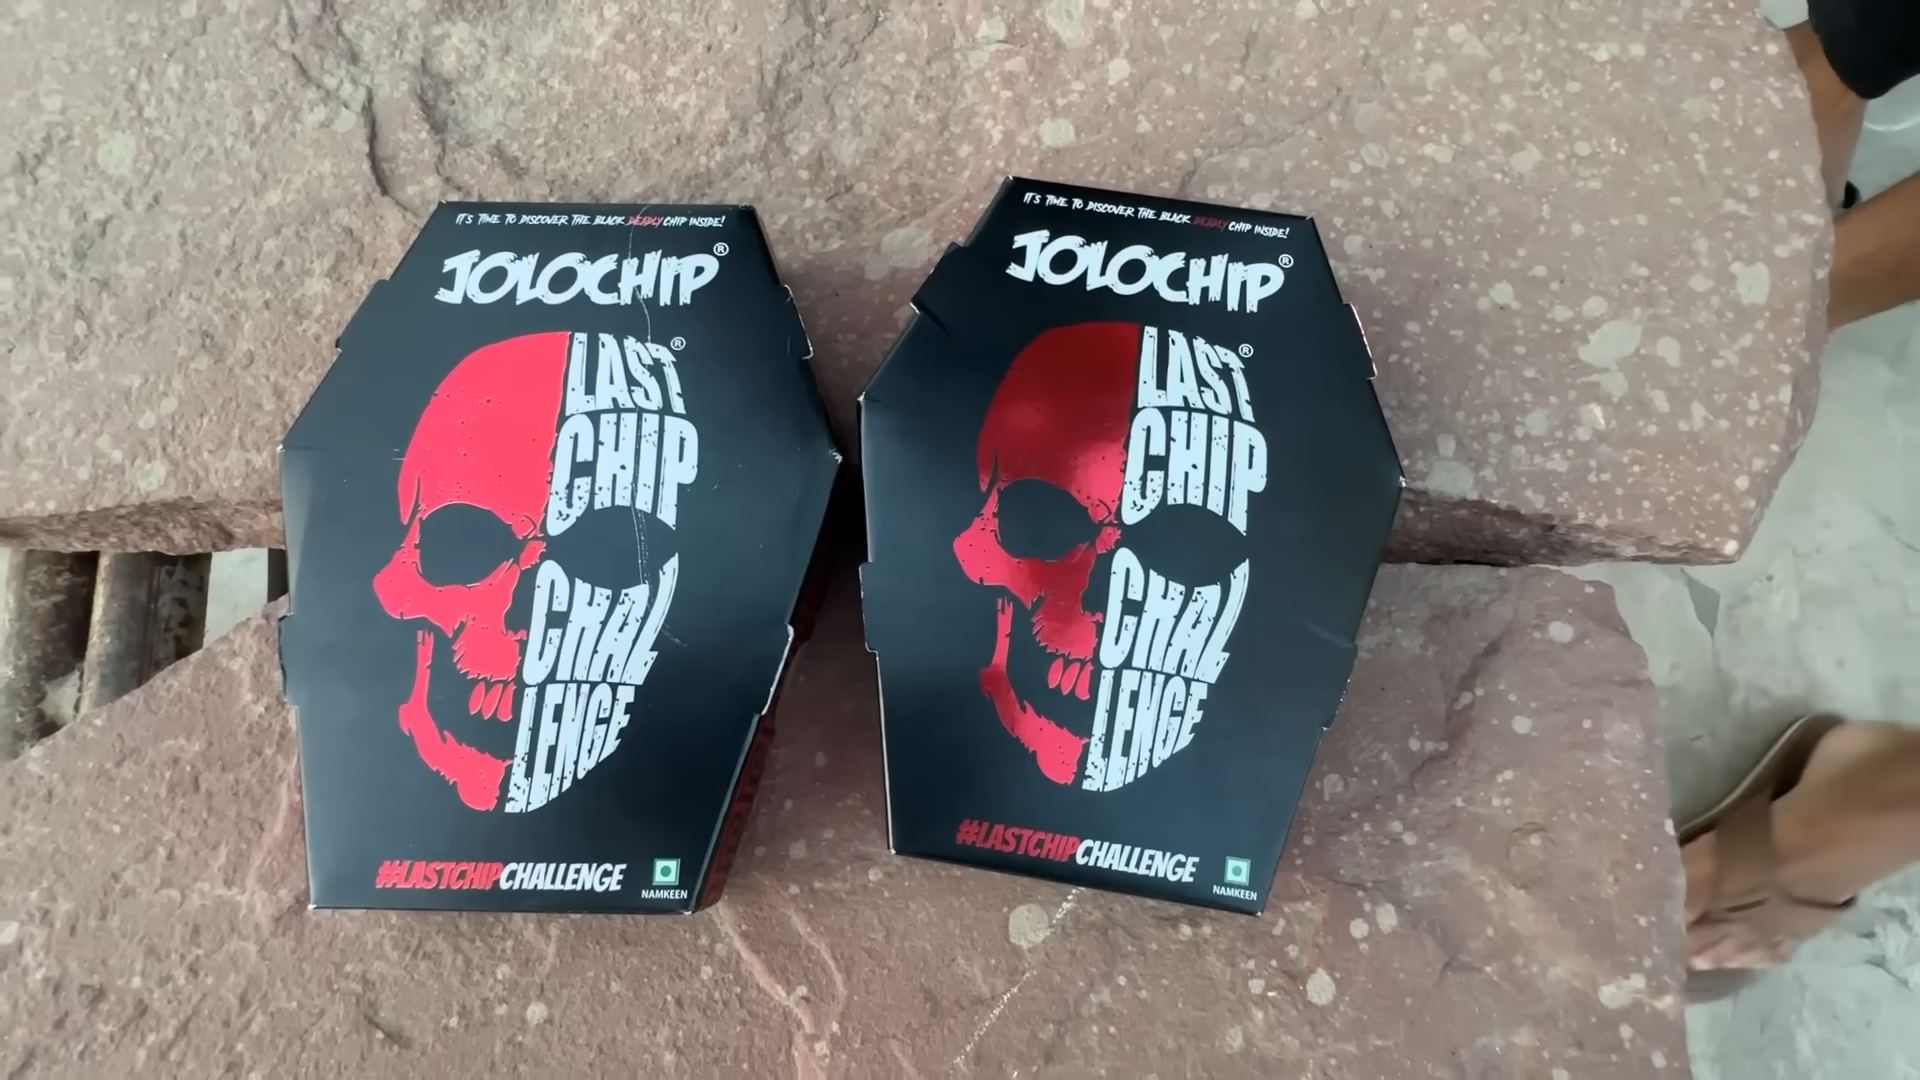 IT'S TIME TO DISCOVER THE BLACK DEADLY CHIP INSIDE!
JOLOCHIP®
LAST®
CHIP
CHAL
LENGE
#LASTCHIPCHALLENGE
NAMKEEN
IT'S TIME TO DISCOVER THE BLACK DEADLY CHIP INSIDE!
JOLOCHIP®
LAST®
CHIP
CHAL
LENGE
#LASTCHIPCHALLENGE
NAMKEEN